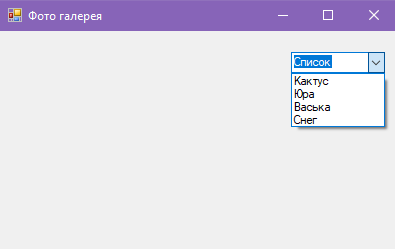 Фото галерея
Список
Кактус
Юра
Васька
Снег